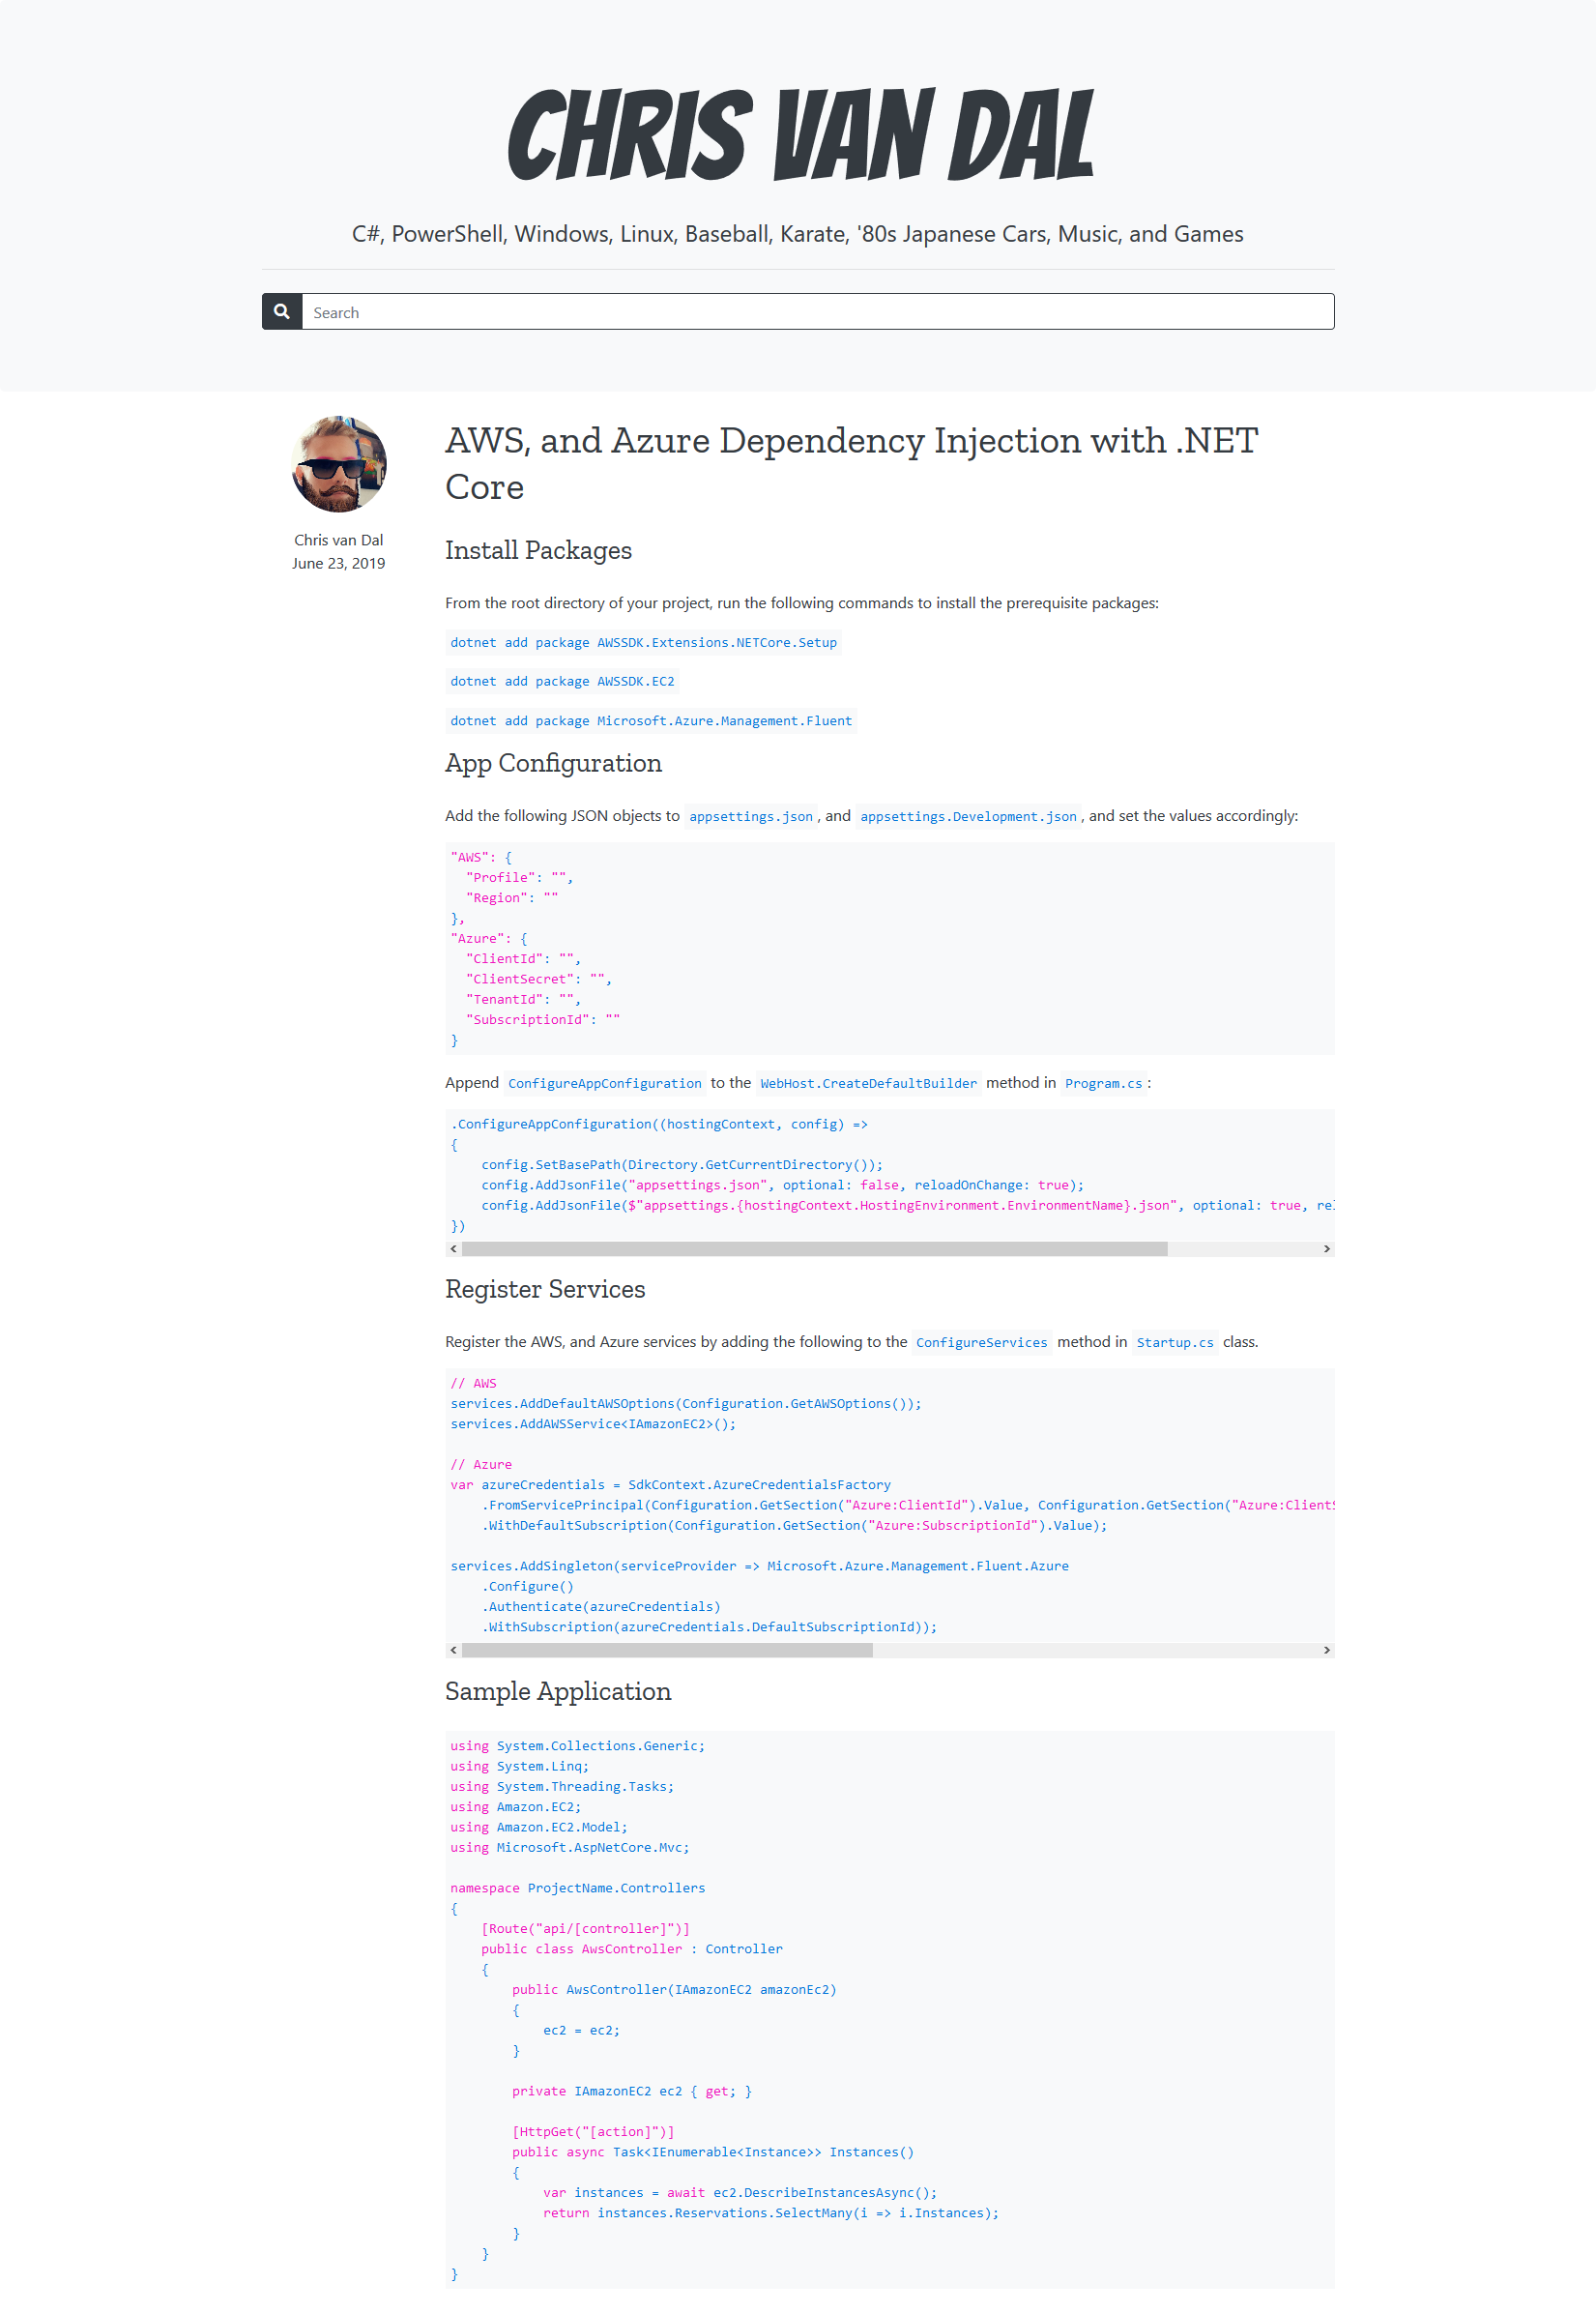 CHRIS VAN DAL
C#, PowerShell, Windows, Linux, Baseball, Karate, '80s Japanese Cars, Music, and Games
Search
Chris van Dal
June 23, 2019
AWS, and Azure Dependency Injection with .NET
Core
Install Packages
From the root directory of your project, run the following commands to install the prerequisite packages:
dotnet add package AWSSDK.Extensions.NETCore.Setup
dotnet add package AWSSDK.EC2
dotnet add package Microsoft.Azure.Management.Fluent
App Configuration
Add the following JSON objects to appsettings.json, and appsettings.Development.json, and set the values accordingly:
"AWS": {
  "Profile": "",
  "Region": ""
},
"Azure": {
  "ClientId": "",
  "ClientSecret": "",
  "TenantId": "",
  "SubscriptionId": ""
}
Append ConfigureAppConfiguration to the WebHost.CreateDefaultBuilder method in Program.cs:
.ConfigureAppConfiguration((hostingContext, config) =>
{
    config.SetBasePath(Directory.GetCurrentDirectory());
    config.AddJsonFile("appsettings.json", optional: false, reloadOnChange: true);
    config.AddJsonFile($"appsettings.{hostingContext.HostingEnvironment.EnvironmentName}.json", optional: true, rel
})
Register Services
Register the AWS, and Azure services by adding the following to the ConfigureServices method in Startup.cs class.
// AWS
services.AddDefaultAWSOptions(Configuration.GetAWSOptions());
services.AddAWSService<IAmazonEC2>();
// Azure
var azureCredentials = SdkContext.AzureCredentialsFactory
    .FromServicePrincipal(Configuration.GetSection("Azure:ClientId").Value, Configuration.GetSection("Azure:ClientS
    .WithDefaultSubscription(Configuration.GetSection("Azure:SubscriptionId").Value);
services.AddSingleton(serviceProvider => Microsoft.Azure.Management.Fluent.Azure
    .Configure()
    .Authenticate(azureCredentials)
    .WithSubscription(azureCredentials.DefaultSubscriptionId));
Sample Application
using System.Collections.Generic;
using System.Linq;
using System.Threading.Tasks;
using Amazon.EC2;
using Amazon.EC2.Model;
using Microsoft.AspNetCore.Mvc;
namespace ProjectName.Controllers
{
    [Route("api/[controller]")]
    public class AwsController : Controller
    {
        public AwsController(IAmazonEC2 amazonEc2)
        {
            ec2 = ec2;
        }
        private IAmazonEC2 ec2 { get; }
        [HttpGet("[action]")]
        public async Task<IEnumerable<Instance>> Instances()
        {
            var instances = await ec2.DescribeInstancesAsync();
            return instances.Reservations.SelectMany(i => i.Instances);
        }
    }
}